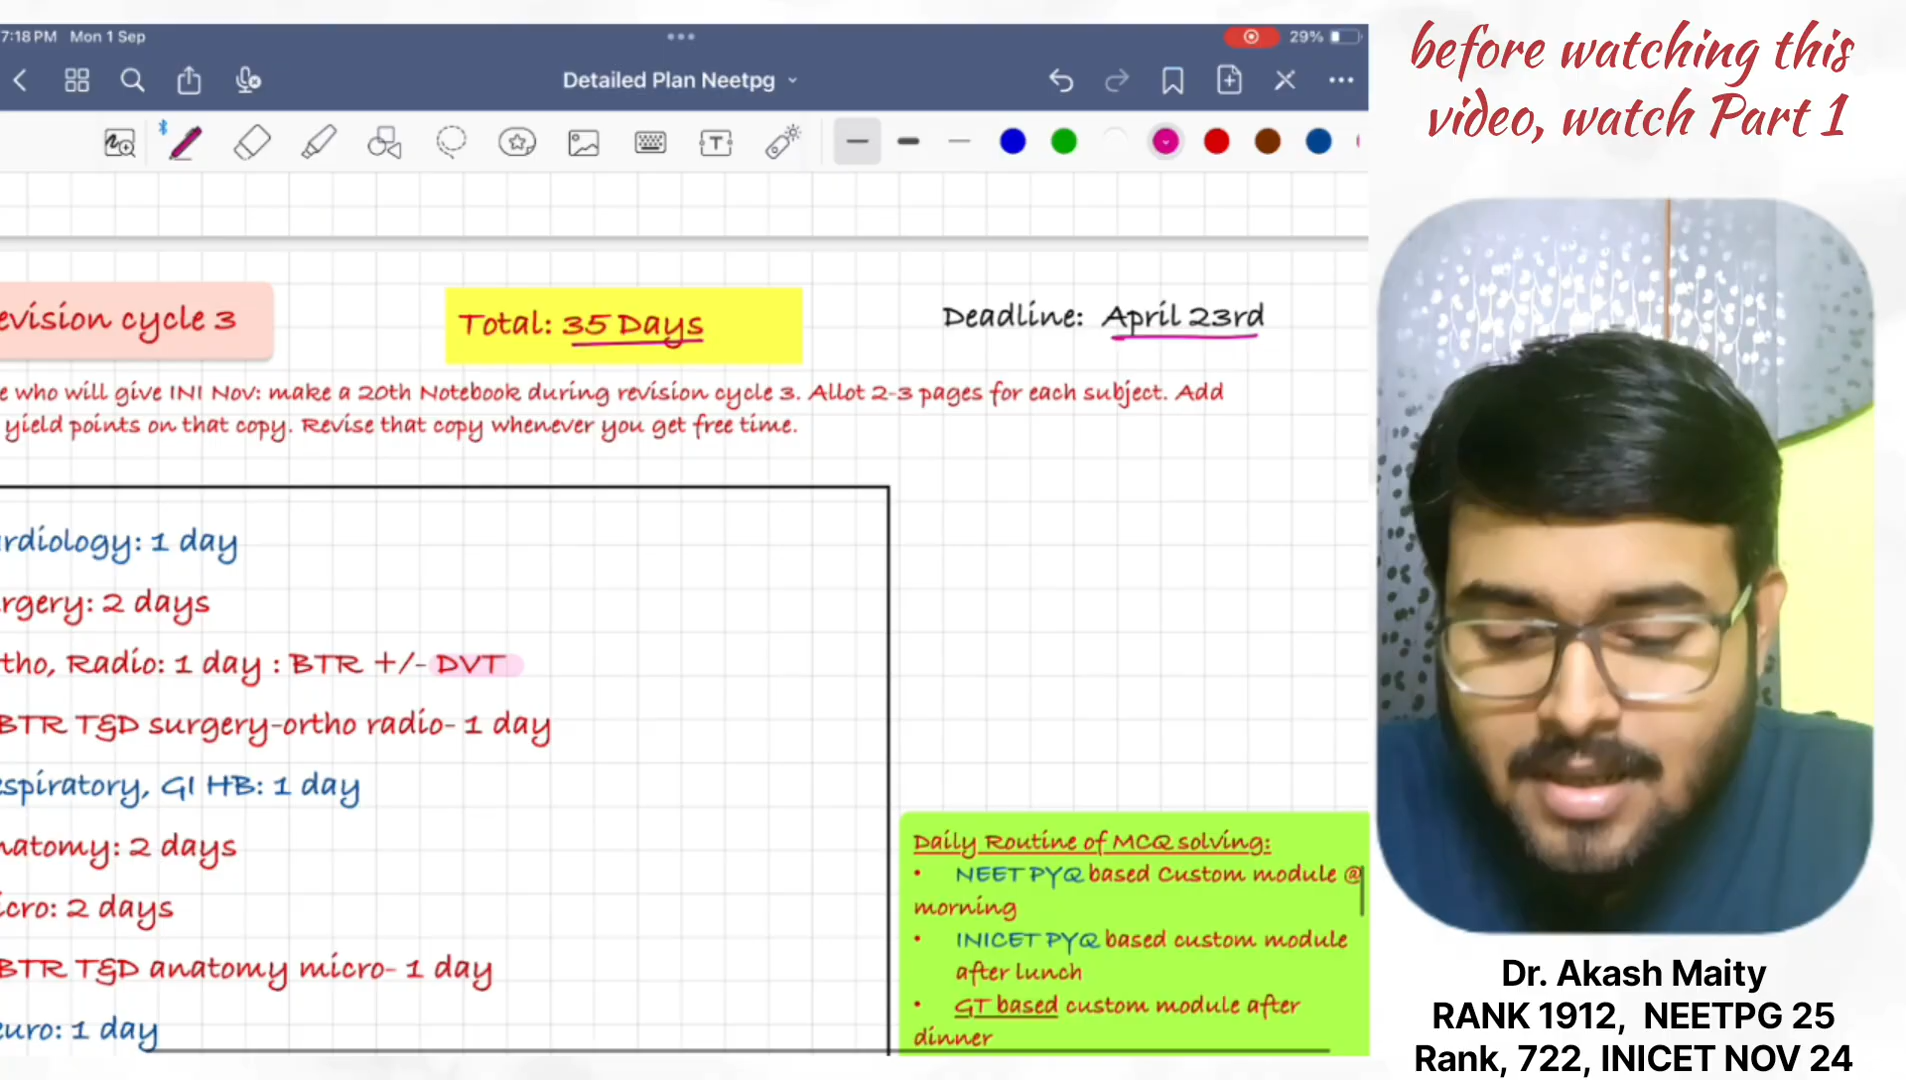 7:18 PM Mon 1 Sep
29%
Detailed Plan Neetpg
before watching this
video, watch Part 1
evision cycle 3
Total: 35 Days
Deadline: April 23rd
e who will give INI Nov: make a 20th Notebook during revision cycle 3. Allot 2-3 pages for each subject. Add
yield points on that copy. Revise that copy whenever you get free time.
rdiology: 1 day
rgery: 2 days
tho, Radio: 1 day : BTR +/- DVT
BTR T&D surgery-ortho radio- 1 day
spiratory, GI HB: 1 day
natomy: 2 days
icro: 2 days
BTR T&D anatomy micro- 1 day
euro: 1 day
Daily Routine of MCQ solving:
• NEET PYQ based Custom module @
morning
• INICET PYQ based custom module
after lunch
• GT based custom module after
dinner
Dr. Akash Maity
RANK 1912, NEETPG 25
Rank, 722, INICET NOV 24